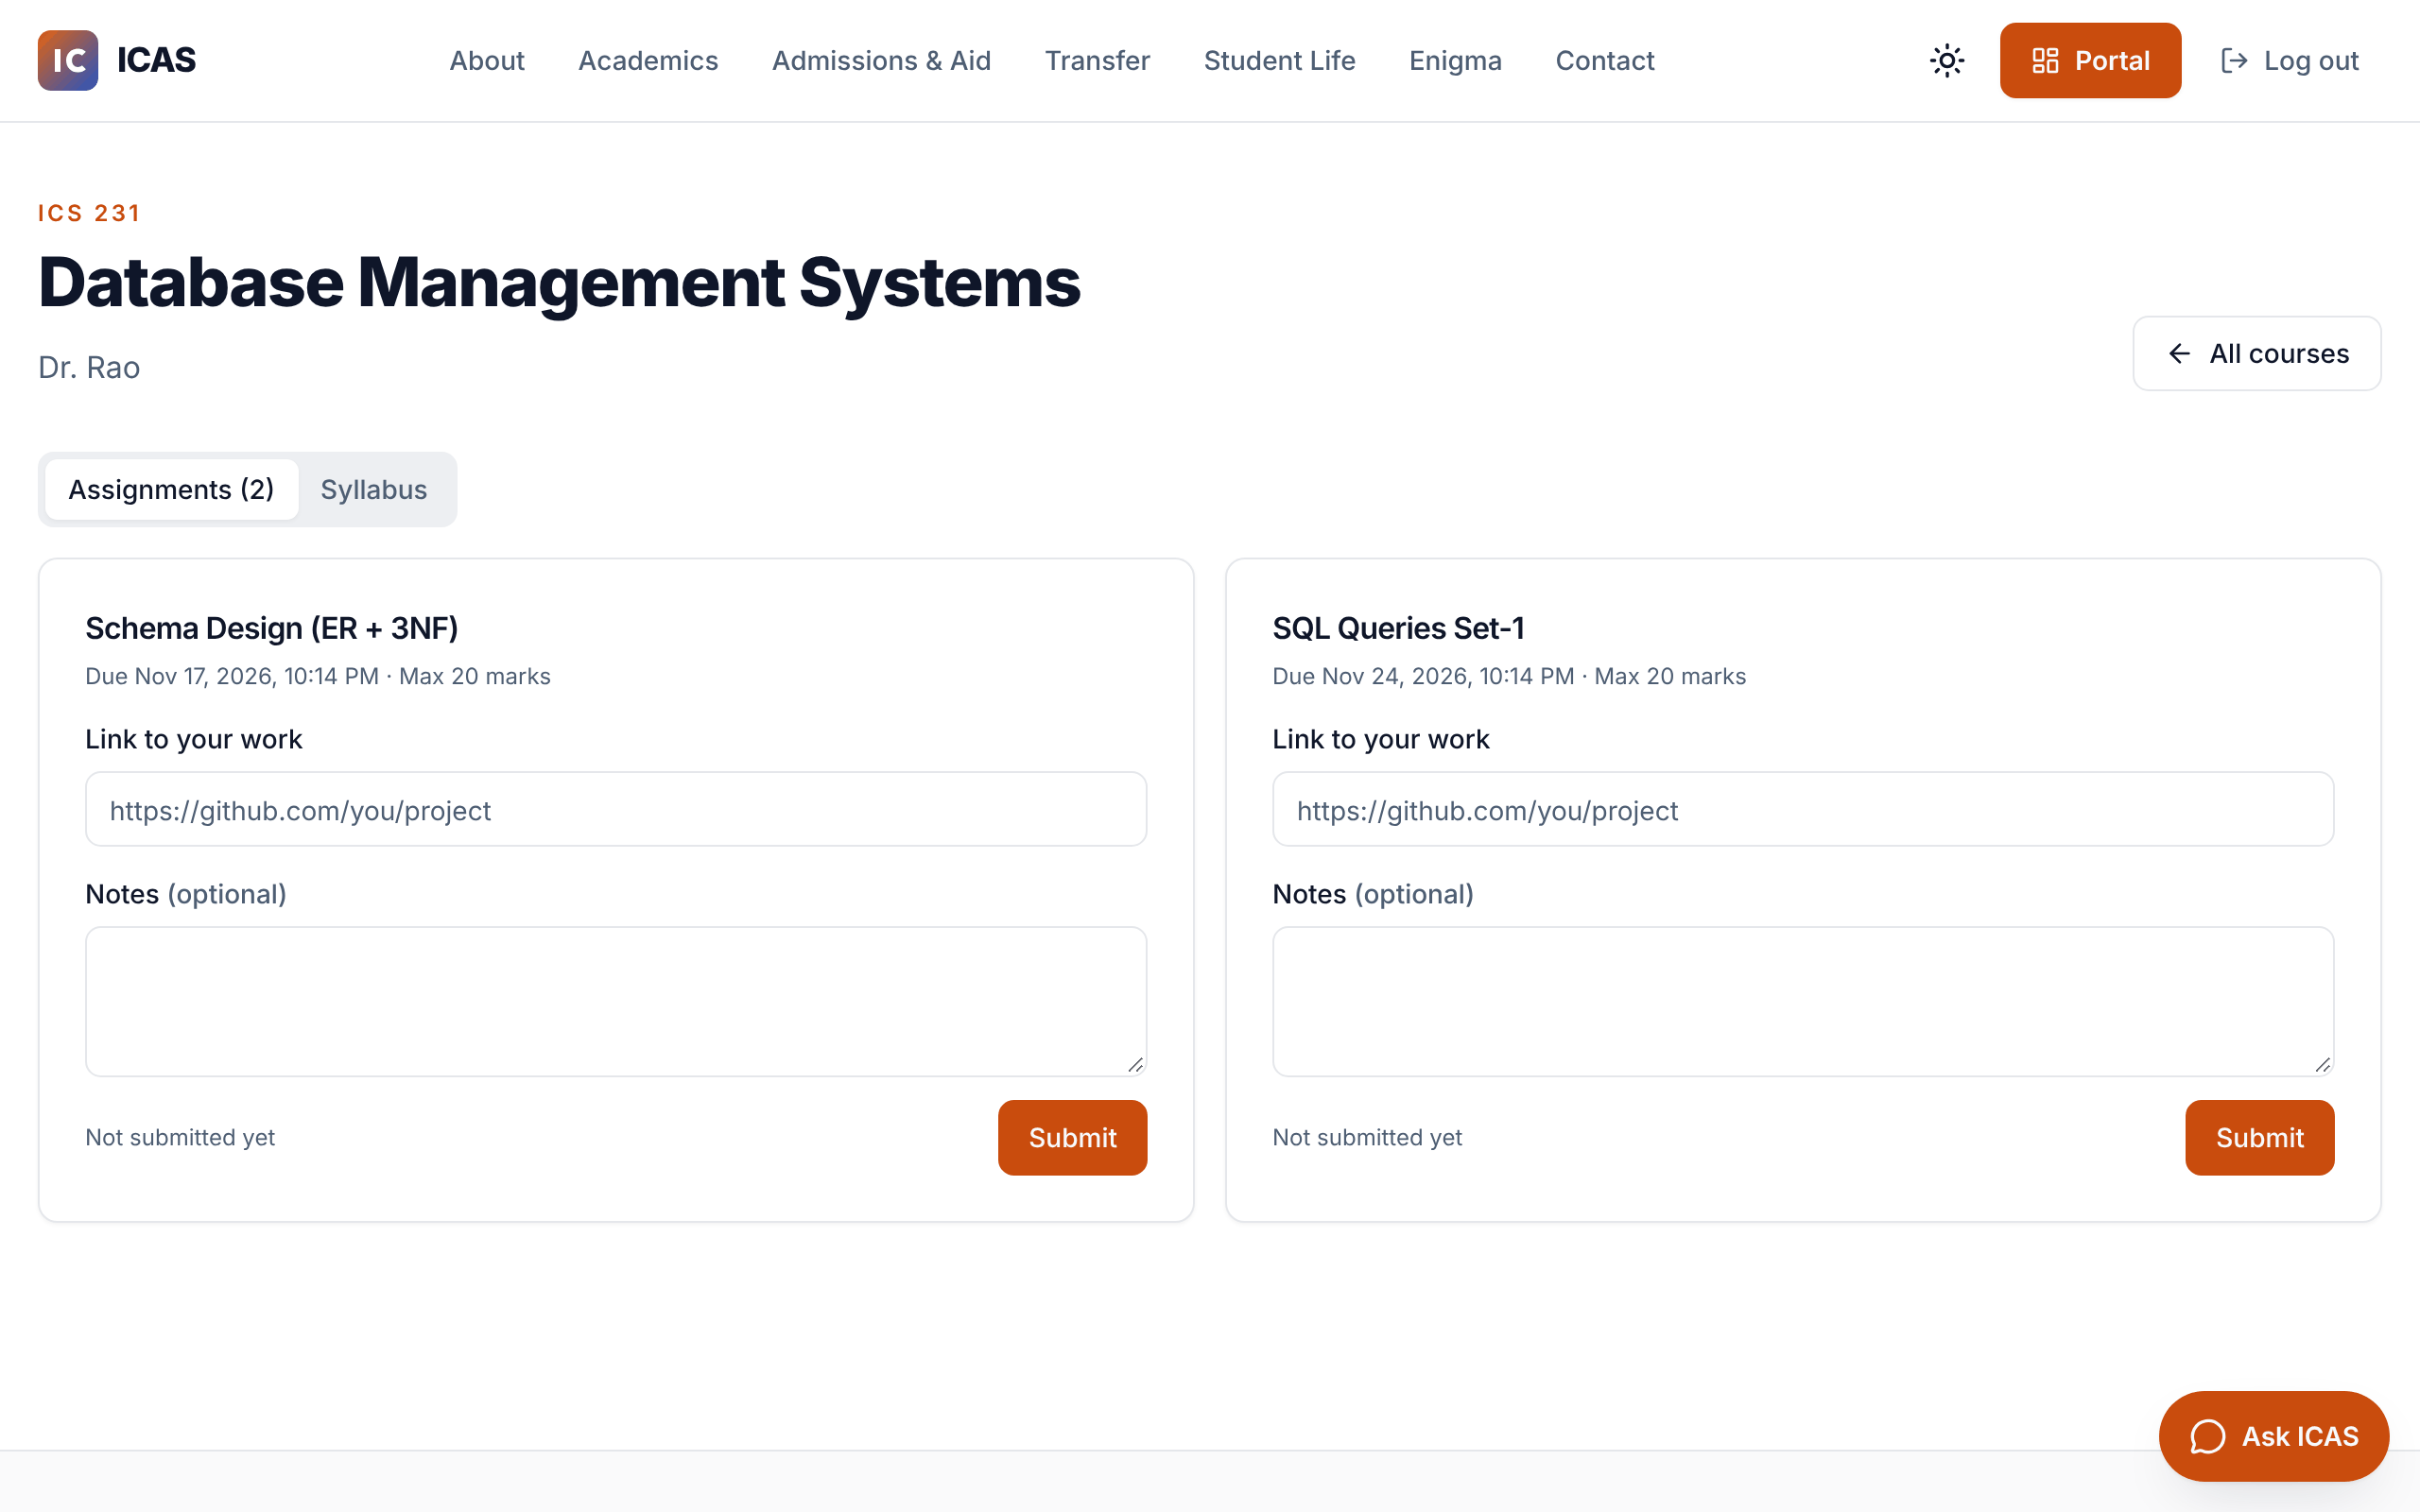 IC ICAS About Academics Admissions & Aid Transfer Student Life Enigma Contact Portal Log out
ICS 231
Database Management Systems
Dr. Rao
All courses
Assignments (2) Syllabus
Schema Design (ER + 3NF)
Due Nov 17, 2026, 10:14 PM · Max 20 marks
Link to your work
https://github.com/you/project
Notes (optional)
Not submitted yet
Submit
SQL Queries Set-1
Due Nov 24, 2026, 10:14 PM · Max 20 marks
Link to your work
https://github.com/you/project
Notes (optional)
Not submitted yet
Submit
Ask ICAS